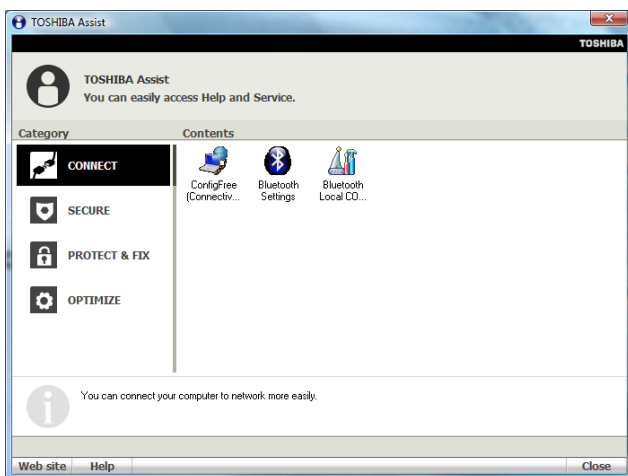 TOSHIBA Assist
TOSHIBA
TOSHIBA Assist
You can easily access Help and Service.
Category
Contents
CONNECT
SECURE
PROTECT & FIX
OPTIMIZE
ConfigFree
(Connectiv...
Bluetooth
Settings
Bluetooth
Local CO...
You can connect your computer to network more easily.
Web site
Help
Close